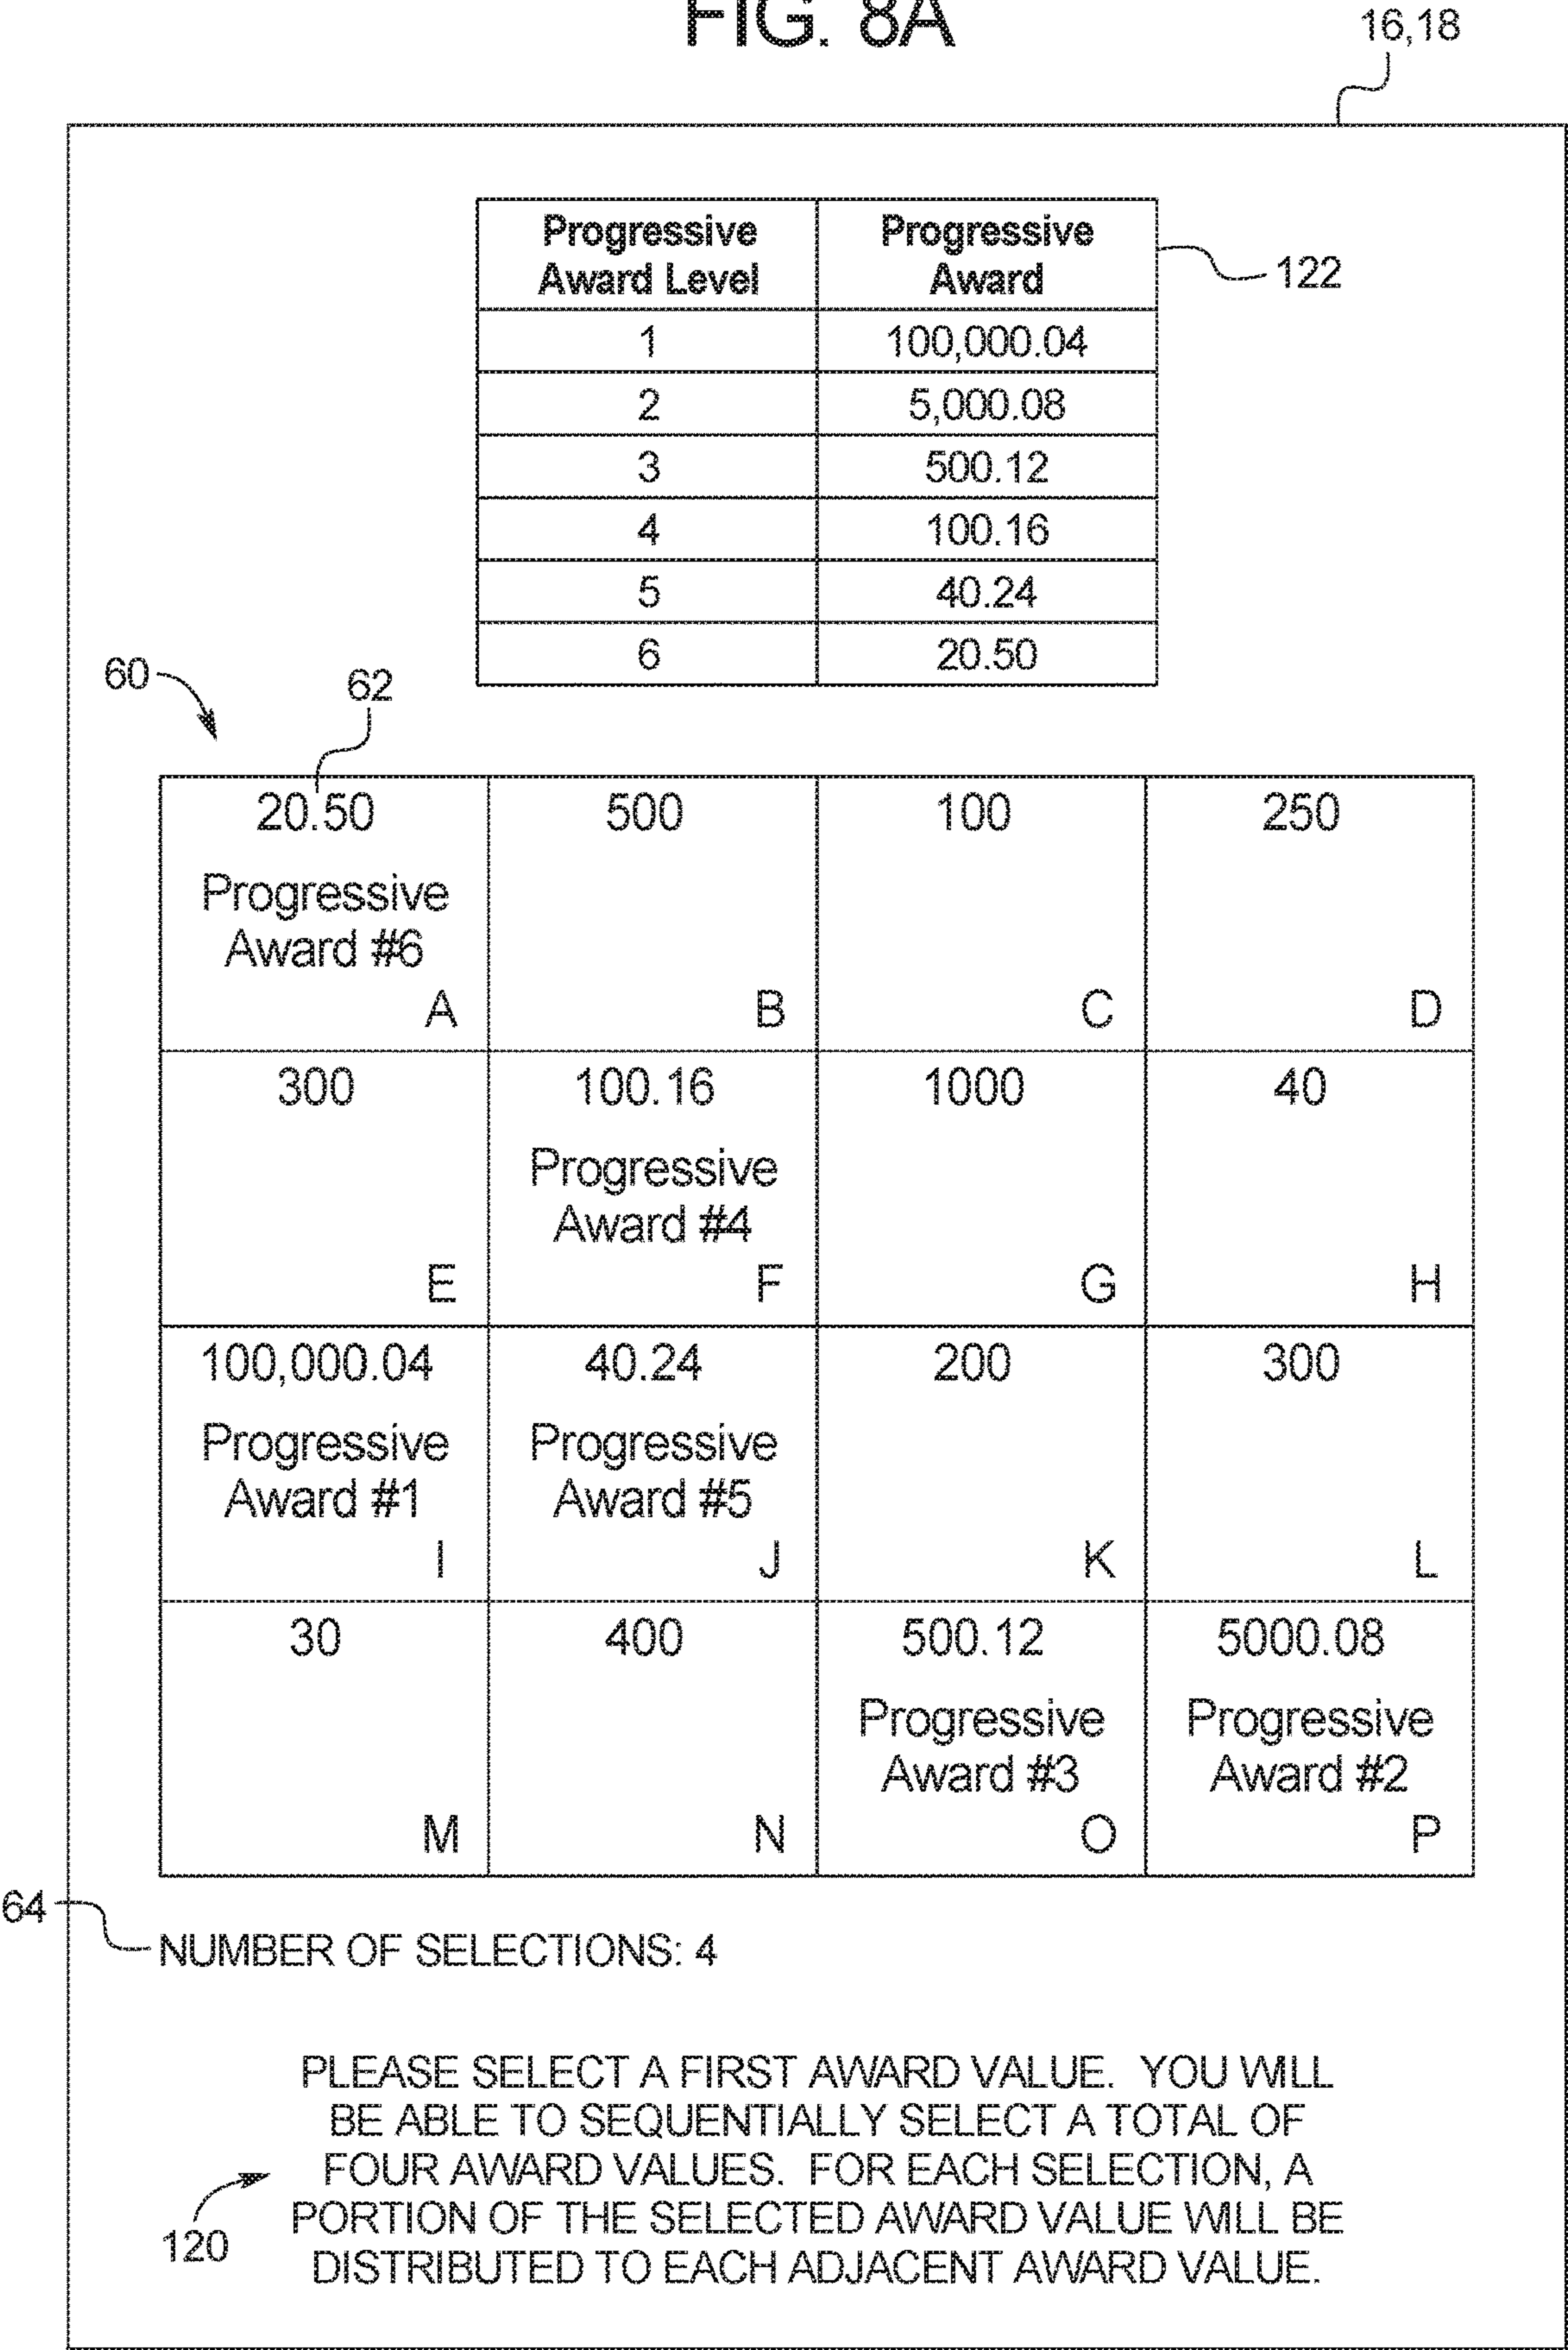 FIG. 8A
16,18
Progressive Award Level Progressive Award
122
1 100,000.04
2 5,000.08
3 500.12
4 100.16
5 40.24
6 20.50
60
62
20.50 500 100 250
Progressive
Award #6
A B C D
300 100.16 1000 40
Progressive
Award #4
E F G H
100,000.04 40.24 200 300
Progressive Progressive
Award #1 Award #5
I J K L
30 400 500.12 5000.08
Progressive Progressive
Award #3 Award #2
M N O P
64
NUMBER OF SELECTIONS: 4
PLEASE SELECT A FIRST AWARD VALUE. YOU WILL
BE ABLE TO SEQUENTIALLY SELECT A TOTAL OF
FOUR AWARD VALUES. FOR EACH SELECTION, A
PORTION OF THE SELECTED AWARD VALUE WILL BE
DISTRIBUTED TO EACH ADJACENT AWARD VALUE.
120